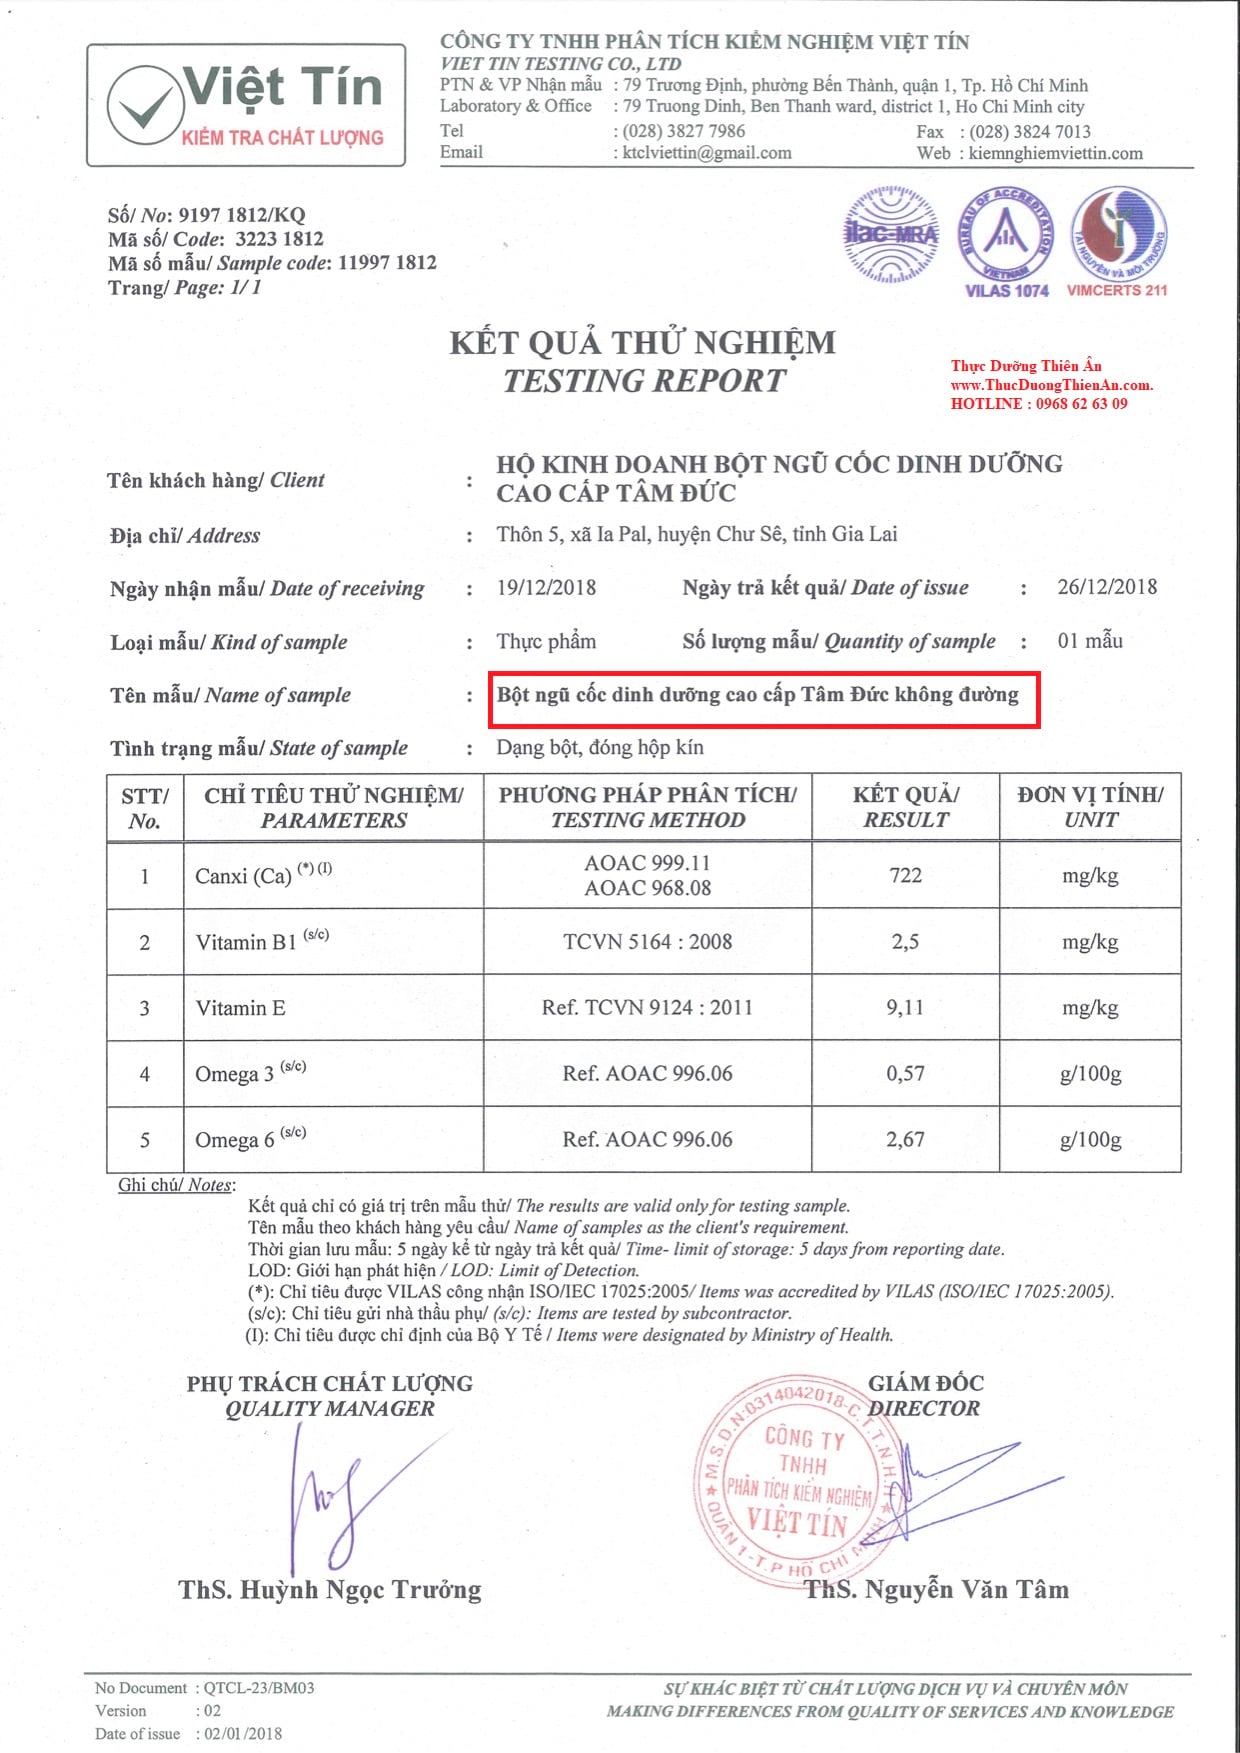 Việt Tín
KIỂM TRA CHẤT LƯỢNG
CÔNG TY TNHH PHÂN TÍCH KIỂM NGHIỆM VIỆT TÍN
VIET TIN TESTING CO., LTD
PTN & VP Nhận mẫu : 79 Trương Định, phường Bến Thành, quận 1, Tp. Hồ Chí Minh
Laboratory & Office : 79 Truong Dinh, Ben Thanh ward, district 1, Ho Chi Minh city
Tel : (028) 3827 7986 Fax : (028) 3824 7013
Email : ktclviettin@gmail.com Web : kiemnghiemviettin.com
Số/ No: 9197 1812/KQ
Mã số/ Code: 3223 1812
Mã số mẫu/ Sample code: 11997 1812
Trang/ Page: 1/ 1
ilac-MRA
BUREAU OF ACCREDITATION
VIETNAM
VILAS 1074
TÀI NGUYÊN VÀ MÔI TRƯỜNG
VIMCERTS 211
KẾT QUẢ THỬ NGHIỆM
TESTING REPORT
Thực Dưỡng Thiên Ân
www.ThucDuongThienAn.com.
HOTLINE : 0968 62 63 09
Tên khách hàng/ Client : HỘ KINH DOANH BỘT NGŨ CỐC DINH DƯỠNG
CAO CẤP TÂM ĐỨC
Địa chỉ/ Address : Thôn 5, xã Ia Pal, huyện Chư Sê, tỉnh Gia Lai
Ngày nhận mẫu/ Date of receiving : 19/12/2018 Ngày trả kết quả/ Date of issue : 26/12/2018
Loại mẫu/ Kind of sample : Thực phẩm Số lượng mẫu/ Quantity of sample : 01 mẫu
Tên mẫu/ Name of sample : Bột ngũ cốc dinh dưỡng cao cấp Tâm Đức không đường
Tình trạng mẫu/ State of sample : Dạng bột, đóng hộp kín
STT/ CHỈ TIÊU THỬ NGHIỆM/ PHƯƠNG PHÁP PHÂN TÍCH/ KẾT QUẢ/ ĐƠN VỊ TÍNH/
No. PARAMETERS TESTING METHOD RESULT UNIT
1 Canxi (Ca) (*) (I) AOAC 999.11 722 mg/kg
AOAC 968.08
2 Vitamin B1 (s/c) TCVN 5164 : 2008 2,5 mg/kg
3 Vitamin E Ref. TCVN 9124 : 2011 9,11 mg/kg
4 Omega 3 (s/c) Ref. AOAC 996.06 0,57 g/100g
5 Omega 6 (s/c) Ref. AOAC 996.06 2,67 g/100g
Ghi chú/ Notes:
Kết quả chỉ có giá trị trên mẫu thử/ The results are valid only for testing sample.
Tên mẫu theo khách hàng yêu cầu/ Name of samples as the client's requirement.
Thời gian lưu mẫu: 5 ngày kể từ ngày trả kết quả/ Time- limit of storage: 5 days from reporting date.
LOD: Giới hạn phát hiện / LOD: Limit of Detection.
(*): Chỉ tiêu được VILAS công nhận ISO/IEC 17025:2005/ Items was accredited by VILAS (ISO/IEC 17025:2005).
(s/c): Chỉ tiêu gửi nhà thầu phụ/ (s/c): Items are tested by subcontractor.
(I): Chỉ tiêu được chỉ định của Bộ Y Tế / Items were designated by Ministry of Health.
PHỤ TRÁCH CHẤT LƯỢNG
QUALITY MANAGER
GIÁM ĐỐC
DIRECTOR
M.S.D.N:0314042018-C.T.T.N.H.H
CÔNG TY
TNHH
PHÂN TÍCH KIỂM NGHIỆM
VIỆT TÍN
QUẬN 1-T.P HỒ CHÍ MINH
ThS. Huỳnh Ngọc Trưởng
ThS. Nguyễn Văn Tâm
No Document : QTCL-23/BM03
Version : 02
Date of issue : 02/01/2018
SỰ KHÁC BIỆT TỪ CHẤT LƯỢNG DỊCH VỤ VÀ CHUYÊN MÔN
MAKING DIFFERENCES FROM QUALITY OF SERVICES AND KNOWLEDGE